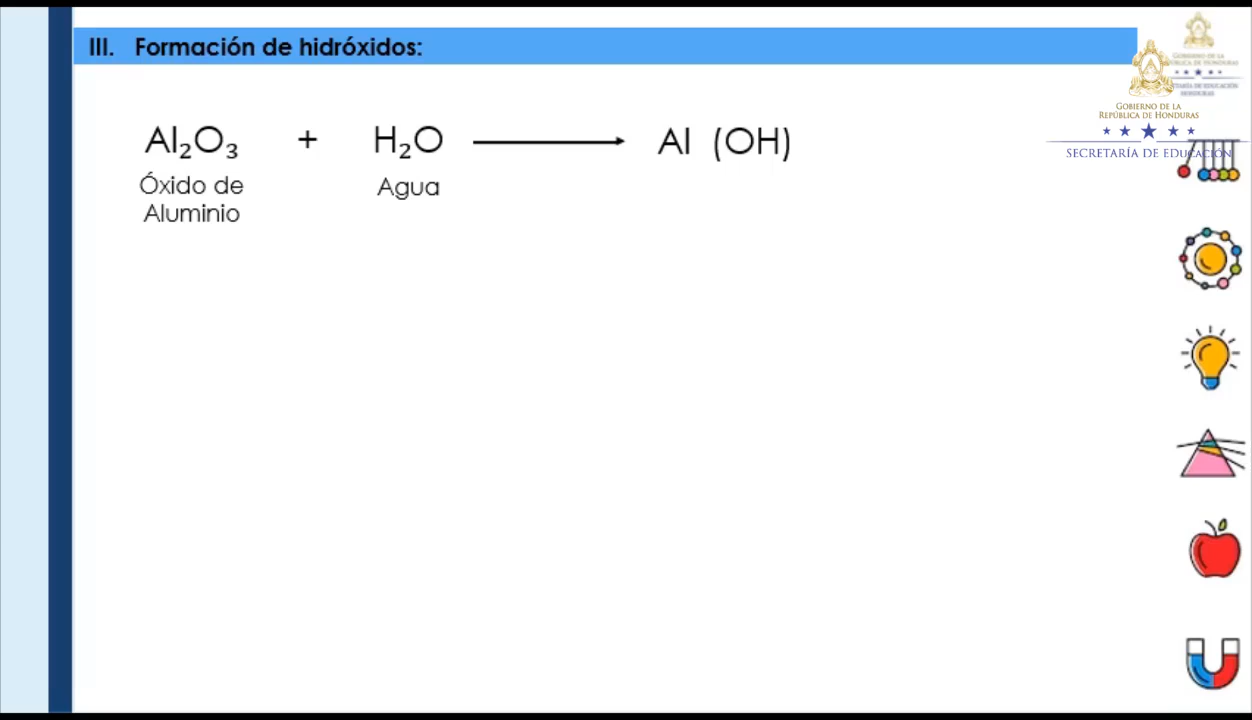 III. Formación de hidróxidos:
GOBIERNO DE LA
REPÚBLICA DE HONDURAS
SECRETARÍA DE EDUCACIÓN
Al₂O₃ + H₂O ⟶ Al (OH)
Óxido de
Aluminio
Agua